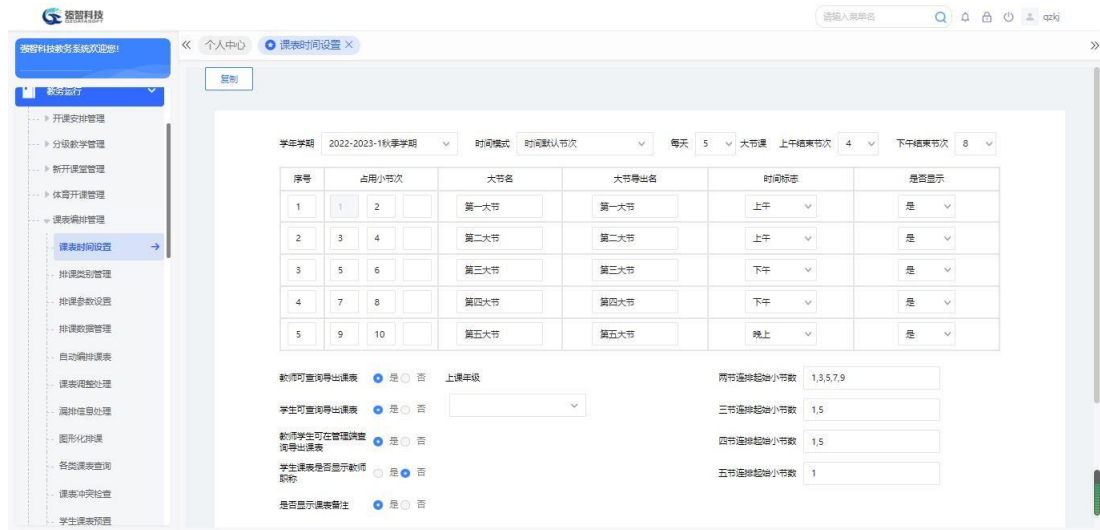 强智科技
QZDATASOFT
请输入菜单名
qzkj
强智科技教务系统欢迎您!
个人中心
课表时间设置
教务运行
复制
开课安排管理
分级教学管理
新开课堂管理
体育开课管理
课表编排管理
课表时间设置
排课类别管理
排课参数设置
排课数据管理
自动编排课表
课表调整处理
漏排信息处理
图形化排课
各类课表查询
课表冲突检查
学生课表预置
学年学期 2022-2023-1秋季学期 时间模式 时间默认节次 每天 5 大节课 上午结束节次 4 下午结束节次 8
序号 占用小节次 大节名 大节导出名 时间标志 是否显示
1 1 2 第一大节 第一大节 上午 是
2 3 4 第二大节 第二大节 上午 是
3 5 6 第三大节 第三大节 下午 是
4 7 8 第四大节 第四大节 下午 是
5 9 10 第五大节 第五大节 晚上 是
教师可查询导出课表 是 否 上课年级 两节连排起始小节数 1,3,5,7,9
学生可查询导出课表 是 否 三节连排起始小节数 1,5
教师学生可在管理端查
询导出课表 是 否 四节连排起始小节数 1,5
学生课表是否显示教师
职称 是 否 五节连排起始小节数 1
是否显示课表备注 是 否